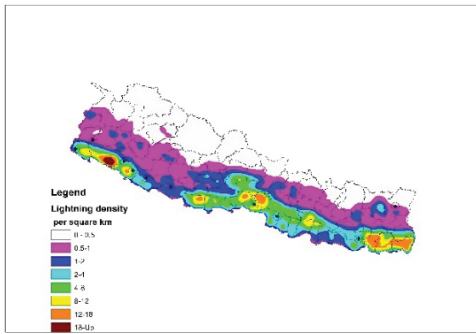 Legend
Lightning density
per square km
0 - 0.5
0.5-1
1-2
2-4
4-8
8-12
12-18
18-Up